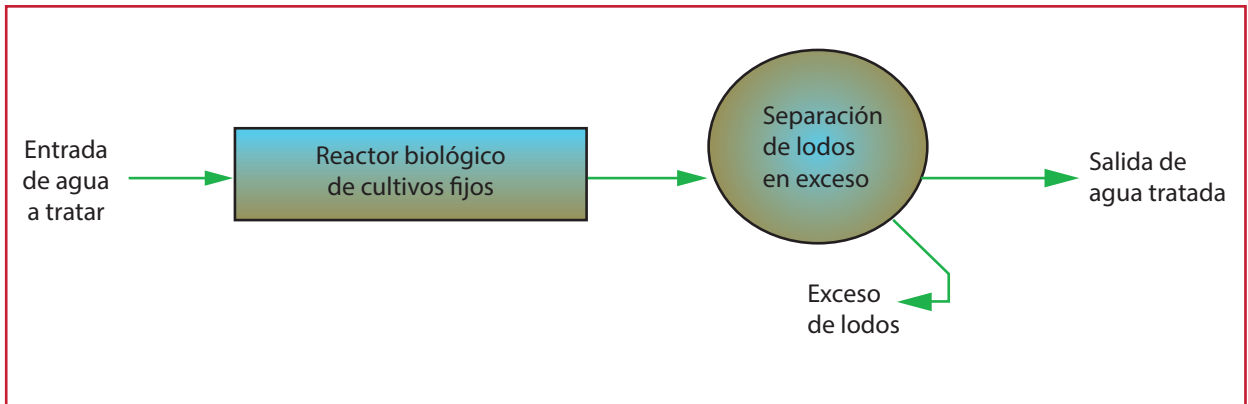 Entrada
de agua
a tratar
Reactor biológico
de cultivos fijos
Separación
de lodos
en exceso
Salida de
agua tratada
Exceso
de lodos